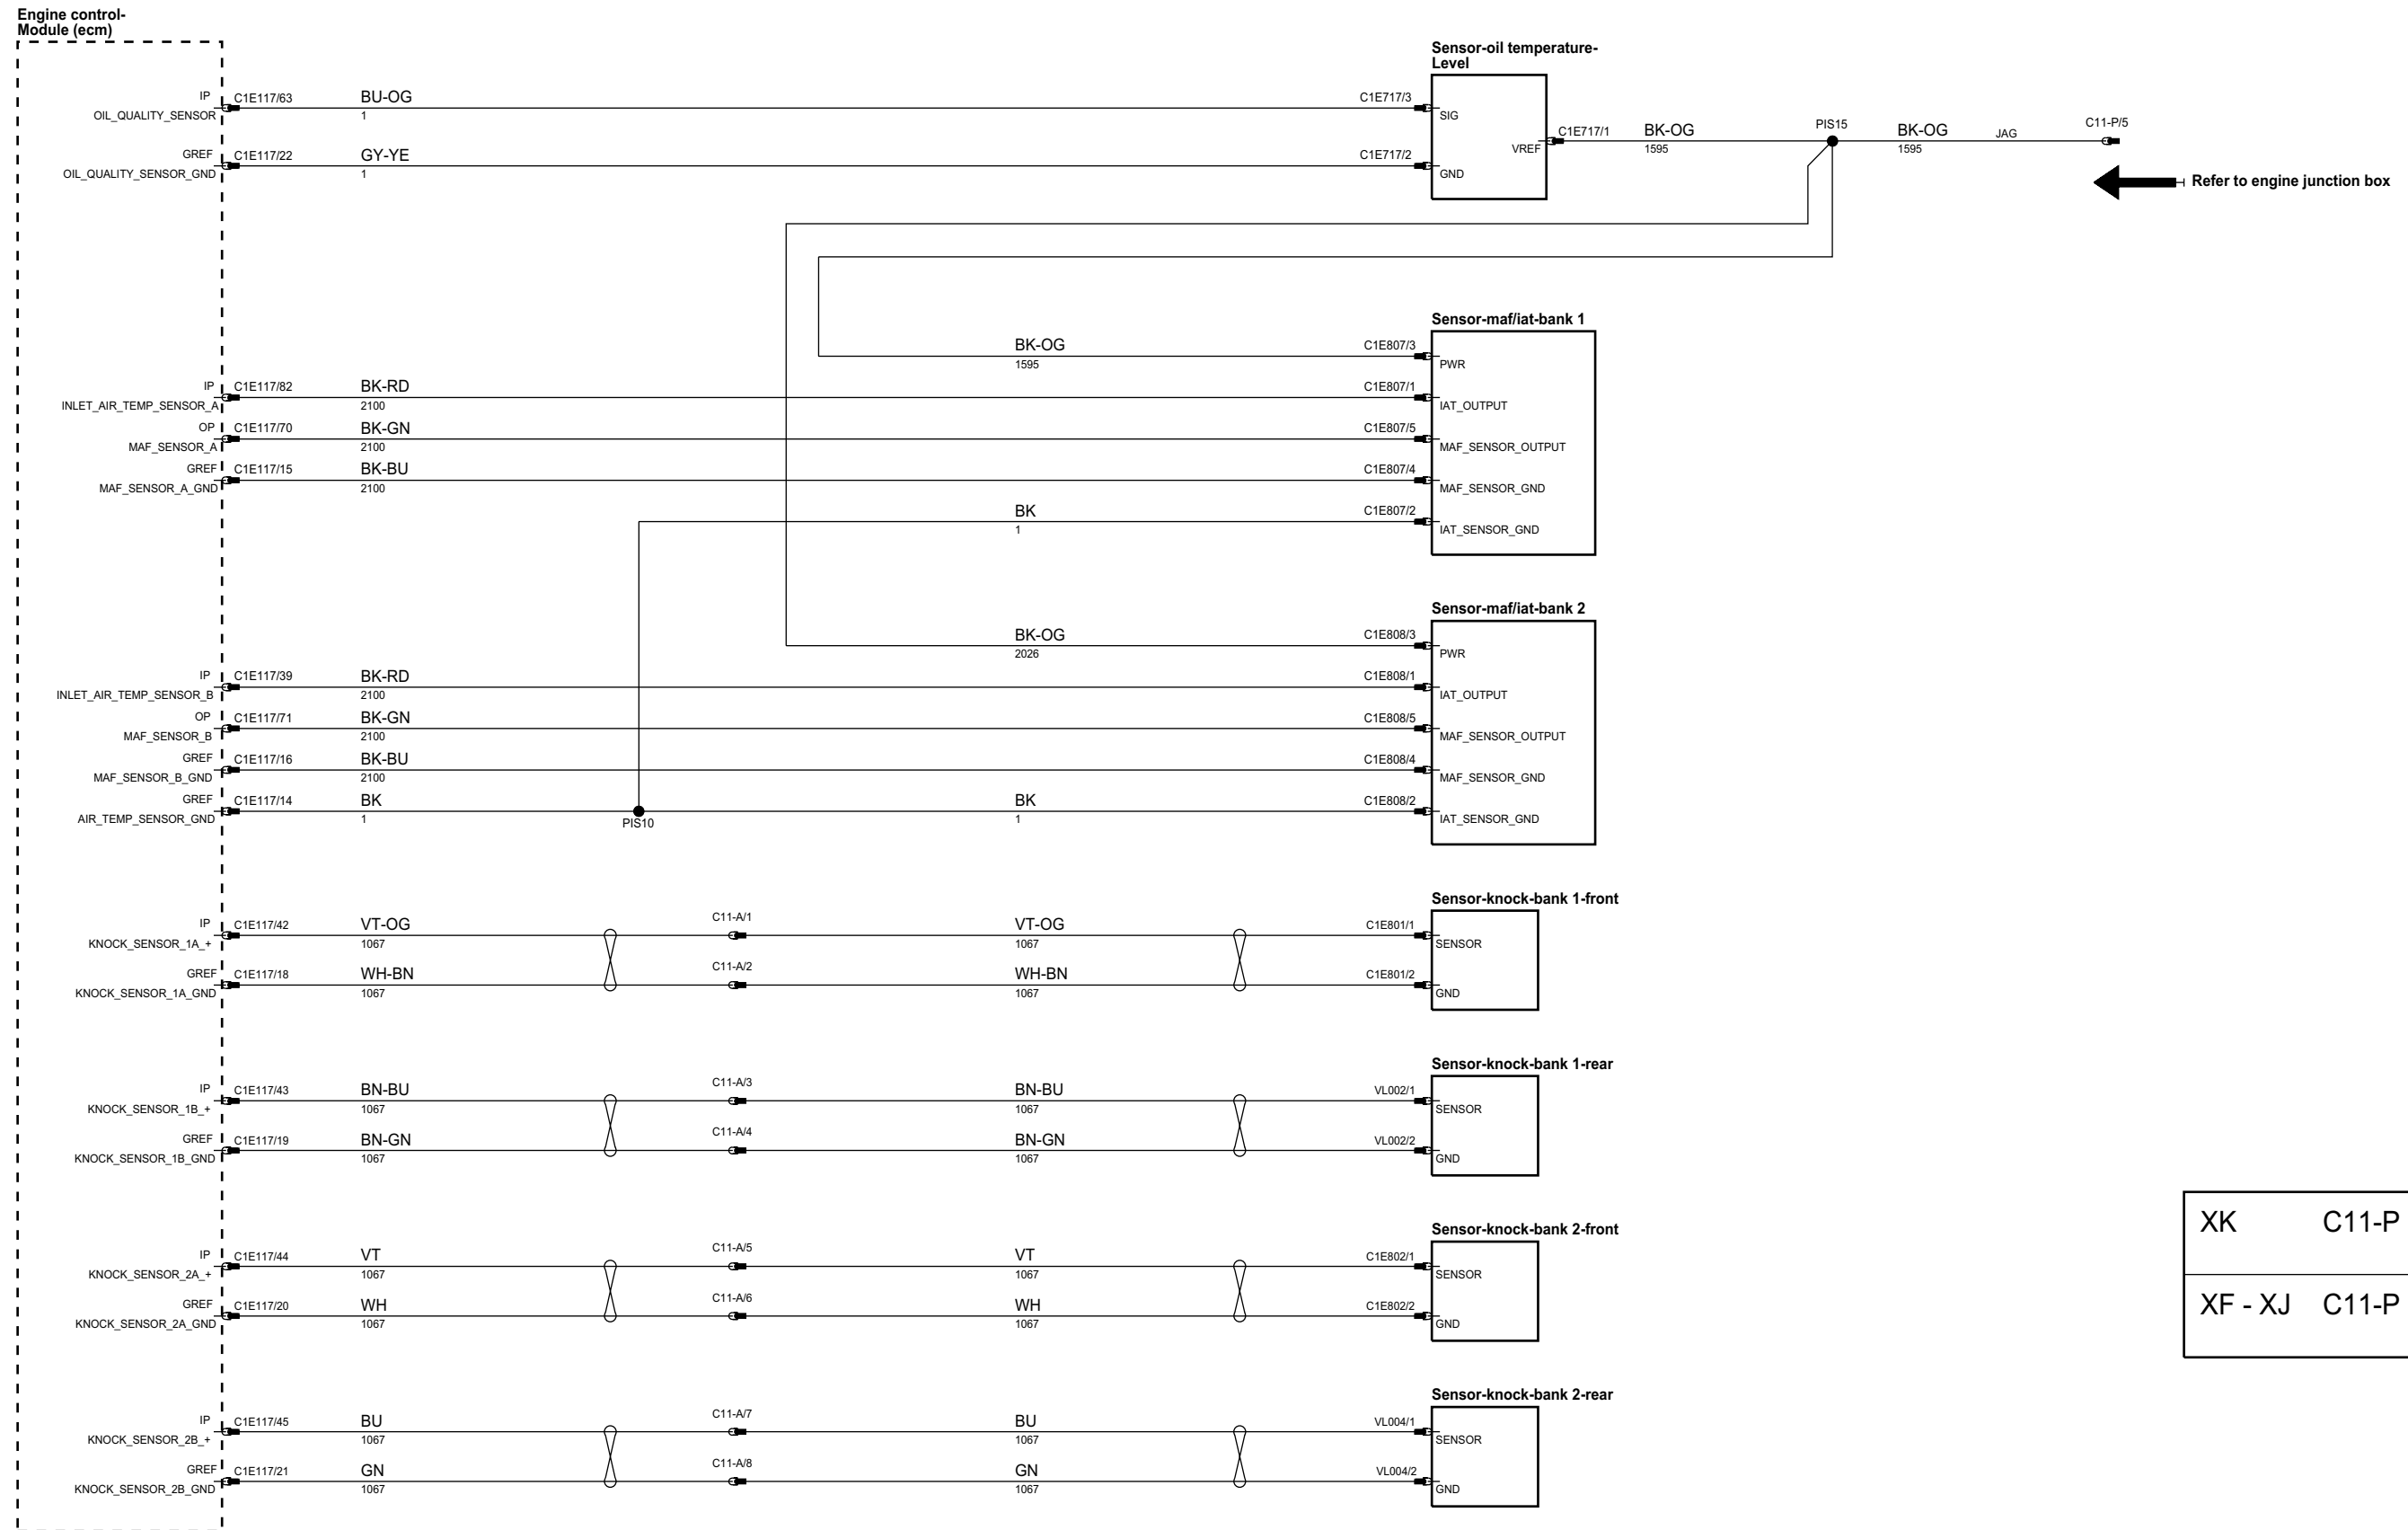 Engine control-
Module (ecm)
Sensor-oil temperature-
Level
IP C1E117/63 BU-OG C1E717/3
OIL_QUALITY_SENSOR 1 SIG
C1E717/1 BK-OG PIS15 BK-OG JAG C11-P/5
VREF 1595 1595
GREF C1E117/22 GY-YE C1E717/2
OIL_QUALITY_SENSOR_GND 1 GND
Refer to engine junction box
Sensor-maf/iat-bank 1
BK-OG C1E807/3
1595 PWR
IP C1E117/82 BK-RD C1E807/1
INLET_AIR_TEMP_SENSOR_A 2100 IAT_OUTPUT
OP C1E117/70 BK-GN C1E807/5
MAF_SENSOR_A 2100 MAF_SENSOR_OUTPUT
GREF C1E117/15 BK-BU C1E807/4
MAF_SENSOR_A_GND 2100 MAF_SENSOR_GND
BK C1E807/2
1 IAT_SENSOR_GND
Sensor-maf/iat-bank 2
BK-OG C1E808/3
2026 PWR
IP C1E117/39 BK-RD C1E808/1
INLET_AIR_TEMP_SENSOR_B 2100 IAT_OUTPUT
OP C1E117/71 BK-GN C1E808/5
MAF_SENSOR_B 2100 MAF_SENSOR_OUTPUT
GREF C1E117/16 BK-BU C1E808/4
MAF_SENSOR_B_GND 2100 MAF_SENSOR_GND
GREF C1E117/14 BK BK C1E808/2
AIR_TEMP_SENSOR_GND 1 PIS10 1 IAT_SENSOR_GND
Sensor-knock-bank 1-front
IP C1E117/42 VT-OG C11-A/1 VT-OG C1E801/1
KNOCK_SENSOR_1A_+ 1067 1067 SENSOR
GREF C1E117/18 WH-BN C11-A/2 WH-BN C1E801/2
KNOCK_SENSOR_1A_GND 1067 1067 GND
Sensor-knock-bank 1-rear
IP C1E117/43 BN-BU C11-A/3 BN-BU VL002/1
KNOCK_SENSOR_1B_+ 1067 1067 SENSOR
GREF C1E117/19 BN-GN C11-A/4 BN-GN VL002/2
KNOCK_SENSOR_1B_GND 1067 1067 GND
XK C11-P
Sensor-knock-bank 2-front
IP C1E117/44 VT C11-A/5 VT C1E802/1
KNOCK_SENSOR_2A_+ 1067 1067 SENSOR
GREF C1E117/20 WH C11-A/6 WH C1E802/2
KNOCK_SENSOR_2A_GND 1067 1067 GND
XF - XJ C11-P
Sensor-knock-bank 2-rear
IP C1E117/45 BU C11-A/7 BU VL004/1
KNOCK_SENSOR_2B_+ 1067 1067 SENSOR
GREF C1E117/21 GN C11-A/8 GN VL004/2
KNOCK_SENSOR_2B_GND 1067 1067 GND